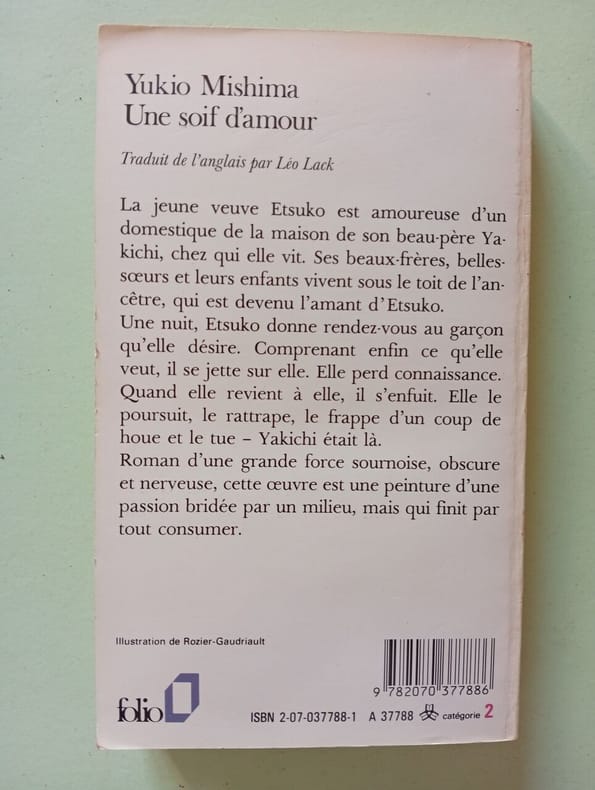 Yukio Mishima
Une soif d'amour
Traduit de l'anglais par Léo Lack
La jeune veuve Etsuko est amoureuse d'un
domestique de la maison de son beau-père Ya-
kichi, chez qui elle vit. Ses beaux-frères, belles-
sœurs et leurs enfants vivent sous le toit de l'an-
cêtre, qui est devenu l'amant d'Etsuko.
Une nuit, Etsuko donne rendez-vous au garçon
qu'elle désire. Comprenant enfin ce qu'elle
veut, il se jette sur elle. Elle perd connaissance.
Quand elle revient à elle, il s'enfuit. Elle le
poursuit, le rattrape, le frappe d'un coup de
houe et le tue – Yakichi était là.
Roman d'une grande force sournoise, obscure
et nerveuse, cette œuvre est une peinture d'une
passion bridée par un milieu, mais qui finit par
tout consumer.
Illustration de Rozier-Gaudriault
9 782070 377886
folio
ISBN 2-07-037788-1 A 37788 catégorie 2